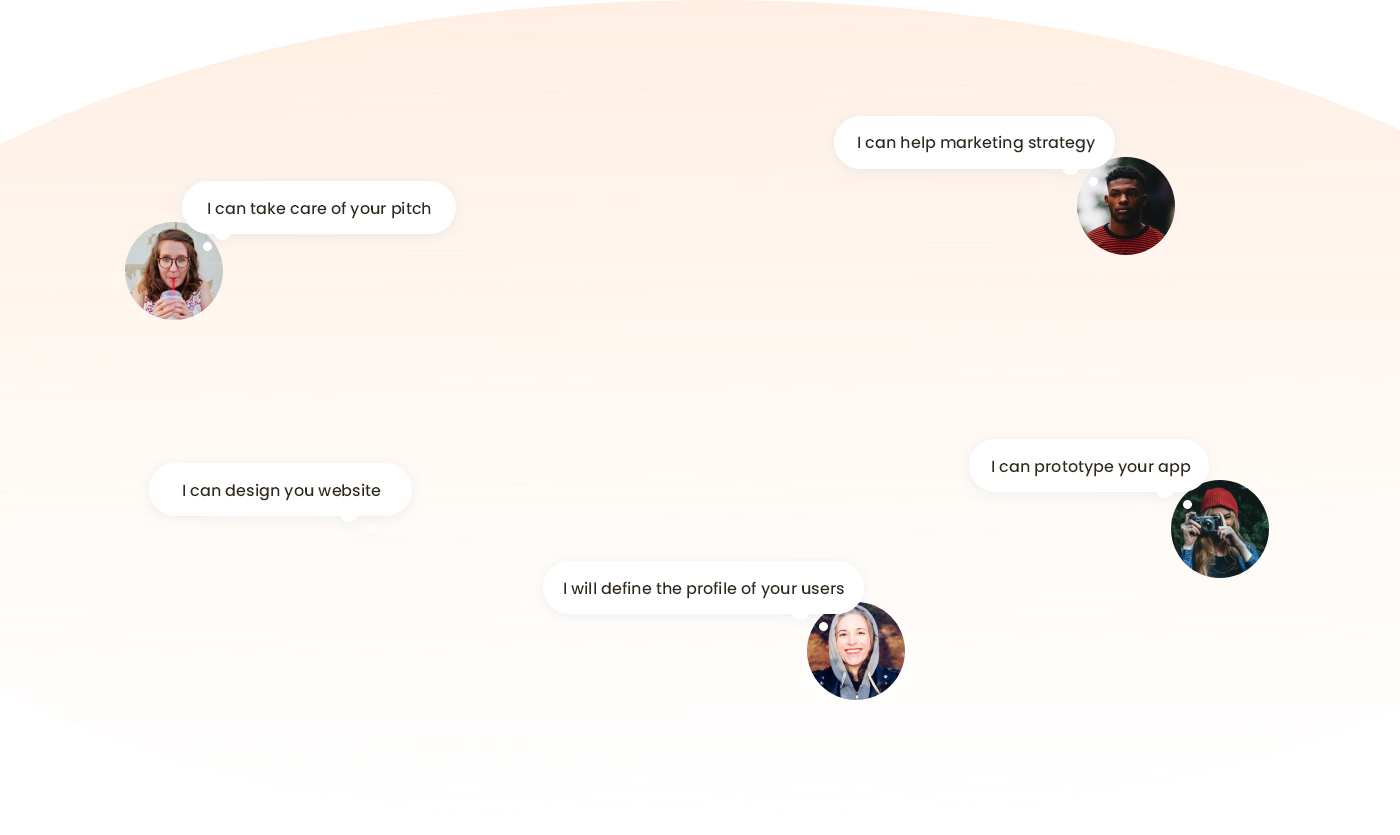 I can help marketing strategy
I can take care of your pitch
I can prototype your app
I can design you website
I will define the profile of your users